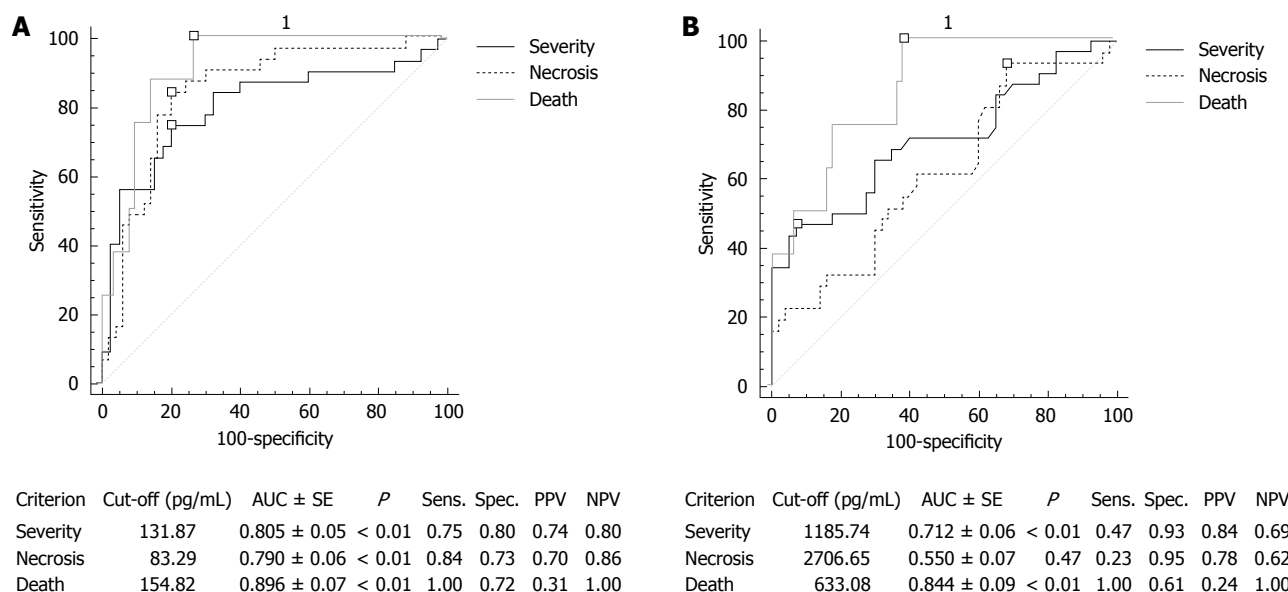 A
1
100
80
60
40
20
0
Sensitivity
0 20 40 60 80 100
100-specificity
Severity
Necrosis
Death
Criterion Cut-off (pg/mL) AUC ± SE P Sens. Spec. PPV NPV
Severity 131.87 0.805 ± 0.05 < 0.01 0.75 0.80 0.74 0.80
Necrosis 83.29 0.790 ± 0.06 < 0.01 0.84 0.73 0.70 0.86
Death 154.82 0.896 ± 0.07 < 0.01 1.00 0.72 0.31 1.00
B
1
100
80
60
40
20
0
Sensitivity
0 20 40 60 80 100
100-specificity
Severity
Necrosis
Death
Criterion Cut-off (pg/mL) AUC ± SE P Sens. Spec. PPV NPV
Severity 1185.74 0.712 ± 0.06 < 0.01 0.47 0.93 0.84 0.69
Necrosis 2706.65 0.550 ± 0.07 0.47 0.23 0.95 0.78 0.62
Death 633.08 0.844 ± 0.09 < 0.01 1.00 0.61 0.24 1.00